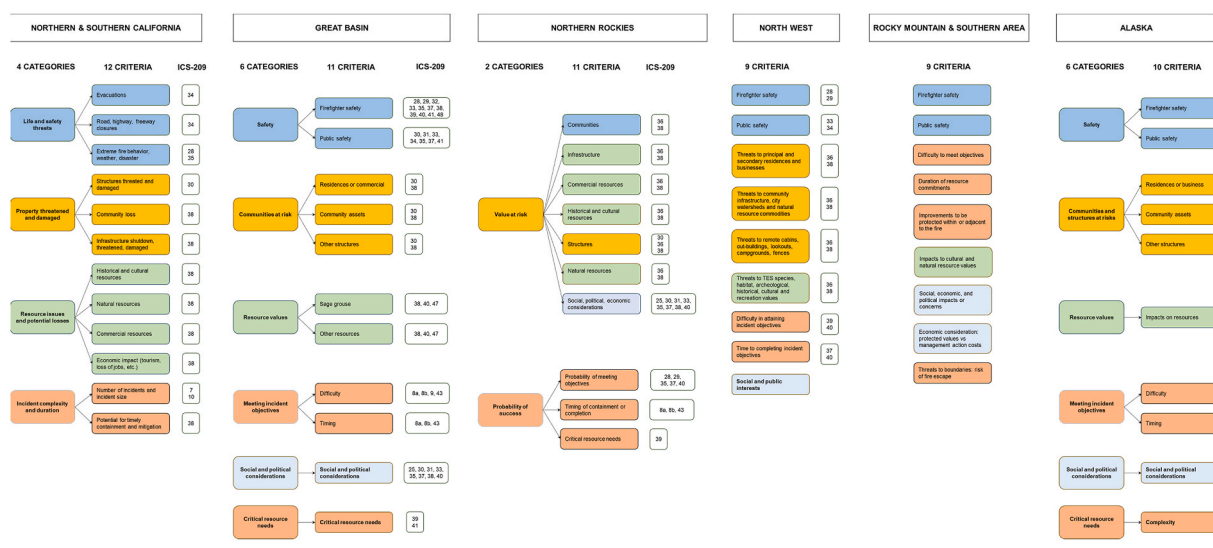 NORTHERN & SOUTHERN CALIFORNIA
4 CATEGORIES
12 CRITERIA
ICS-209
Life and safety
threats
Evacuations
34
Road, highway, freeway
closures
34
Extreme fire behavior,
weather, disaster
28
35
Property threatened
and damaged
Structures threated and
damaged
30
Community loss
38
Infrastructure shutdown,
threatened, damaged
38
Resource issues
and potential losses
Historical and cultural
resources
38
Natural resources
38
Commercial resources
38
Economic impact (tourism,
loss of jobs, etc.)
38
Incident complexity
and duration
Number of incidents and
incident size
7
10
Potential for timely
containment and mitigation
38
GREAT BASIN
6 CATEGORIES
11 CRITERIA
ICS-209
Safety
Firefighter safety
28, 29, 32,
33, 35, 37, 38,
39, 40, 41, 48
Public safety
30, 31, 33,
34, 35, 37, 41
Communities at risk
Residences or commercial
30
38
Community assets
30
38
Other structures
30
38
Resource values
Sage grouse
38, 40, 47
Other resources
38, 40, 47
Meeting incident
objectives
Difficulty
8a, 8b, 9, 43
Timing
8a, 8b, 43
Social and political
considerations
Social and political
considerations
25, 30, 31, 33,
35, 37, 38, 40
Critical resource
needs
Critical resource needs
39
41
NORTHERN ROCKIES
2 CATEGORIES
11 CRITERIA
ICS-209
Value at risk
Communities
36
38
Infrastructure
36
38
Commercial resources
36
38
Historical and cultural
resources
36
38
Structures
30
36
38
Natural resources
36
38
Social, political, economic
considerations
25, 30, 31, 33,
35, 37, 38, 40
Probability of
success
Probability of meeting
objectives
28, 29,
35, 37, 40
Timing of containment or
completion
8a, 8b, 43
Critical resource needs
39
NORTH WEST
9 CRITERIA
Firefighter safety
28
29
Public safety
33
34
Threats to principal and
secondary residences and
businesses
36
38
Threats to community
infrastructure, city
watersheds and natural
resource commodities
36
38
Threats to remote cabins,
out-buildings, lookouts,
campgrounds, fences
36
38
Threats to TES species,
habitat, archeological,
historical, cultural and
recreation values
36
38
Difficulty in attaining
incident objectives
39
40
Time to completing incident
objectives
37
40
Social and public
interests
ROCKY MOUNTAIN & SOUTHERN AREA
9 CRITERIA
Firefighter safety
Public safety
Difficulty to meet objectives
Duration of resource
commitments
Improvements to be
protected within or adjacent
to the fire
Impacts to cultural and
natural resource values
Social, economic, and
political impacts or
concerns
Economic consideration:
protected values vs
management action costs
Threats to boundaries: risk
of fire escape
ALASKA
6 CATEGORIES
10 CRITERIA
Safety
Firefighter safety
Public safety
Communities and
structures at risks
Residences or business
Community assets
Other structures
Resource values
Impacts on resources
Meeting incident
objectives
Difficulty
Timing
Social and political
considerations
Social and political
considerations
Critical resource
needs
Complexity